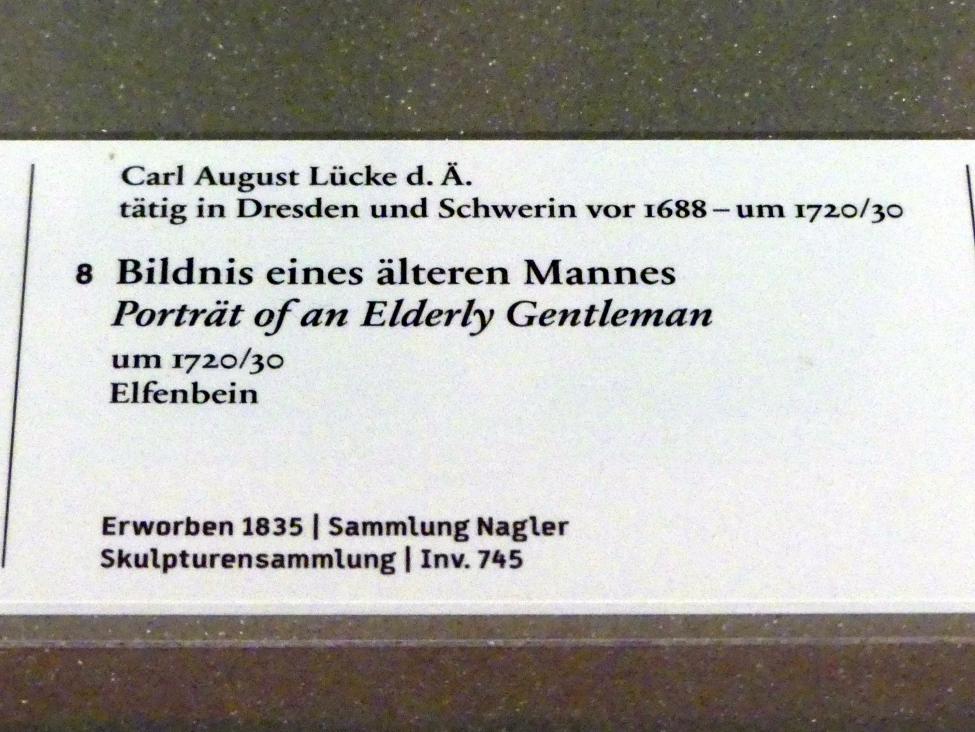 Carl August Lücke d. Ä.
tätig in Dresden und Schwerin vor 1688 – um 1720/30
8 Bildnis eines älteren Mannes
Porträt of an Elderly Gentleman
um 1720/30
Elfenbein
Erworben 1835 | Sammlung Nagler
Skulpturensammlung | Inv. 745